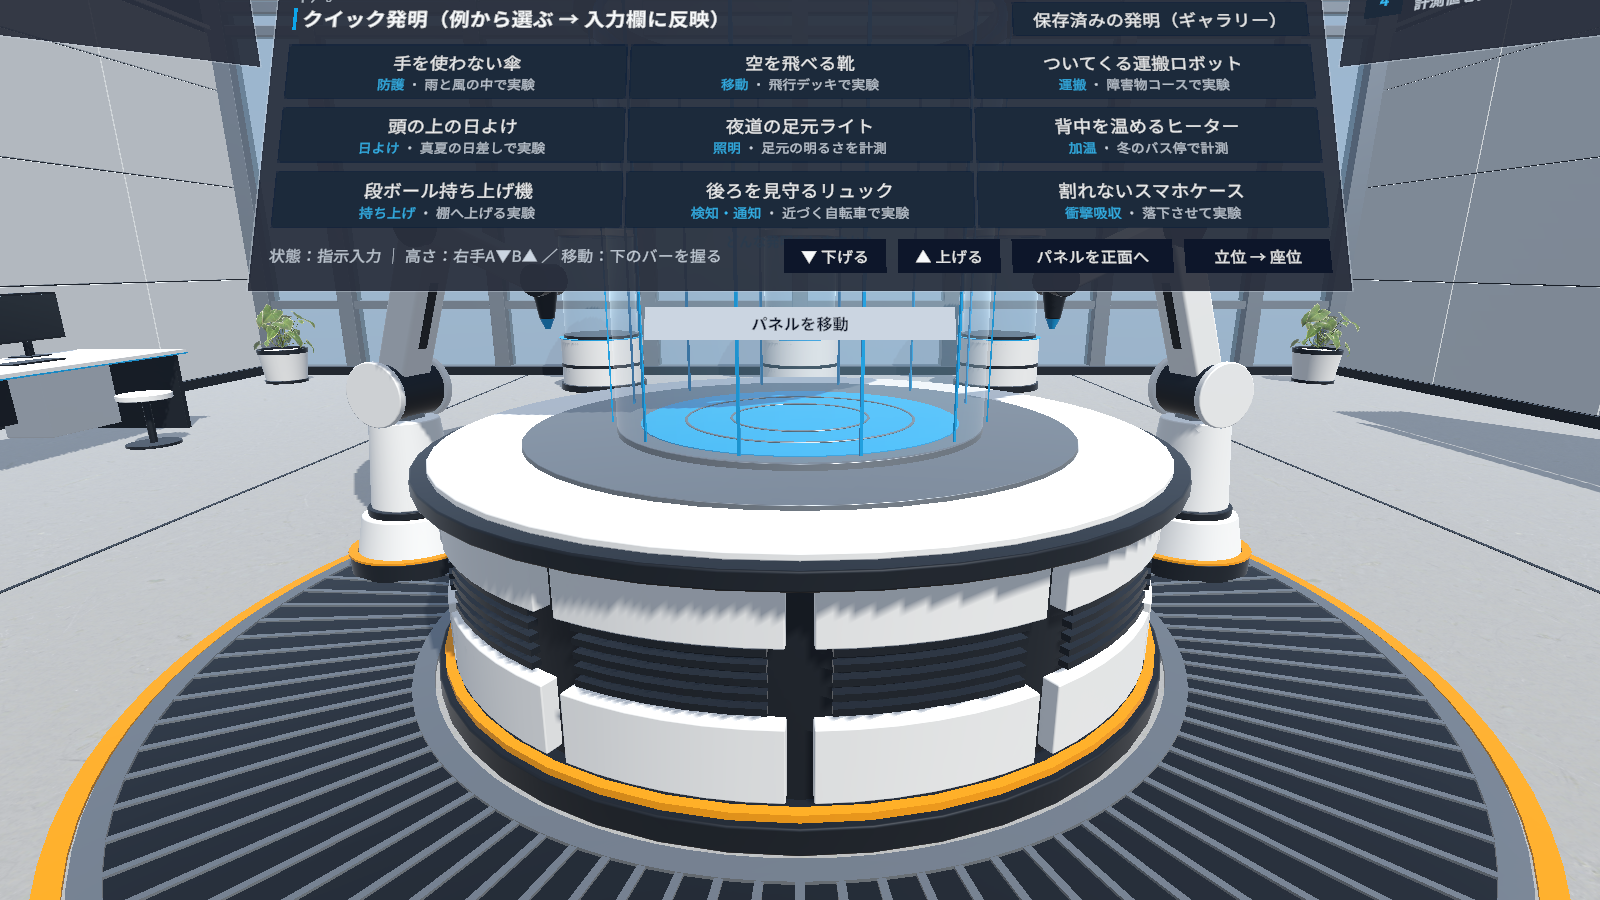 クイック発明（例から選ぶ → 入力欄に反映）
保存済みの発明（ギャラリー）
手を使わない傘
防護 ・ 雨と風の中で実験
空を飛べる靴
移動 ・ 飛行デッキで実験
ついてくる運搬ロボット
運搬 ・ 障害物コースで実験
頭の上の日よけ
日よけ ・ 真夏の日差しで実験
夜道の足元ライト
照明 ・ 足元の明るさを計測
背中を温めるヒーター
加温 ・ 冬のバス停で計測
段ボール持ち上げ機
持ち上げ ・ 棚へ上げる実験
後ろを見守るリュック
検知・通知 ・ 近づく自転車で実験
割れないスマホケース
衝撃吸収 ・ 落下させて実験
状態：指示入力 ｜ 高さ：右手A▼B▲ ／ 移動：下のバーを握る
▼ 下げる
▲ 上げる
パネルを正面へ
立位 → 座位
パネルを移動
4